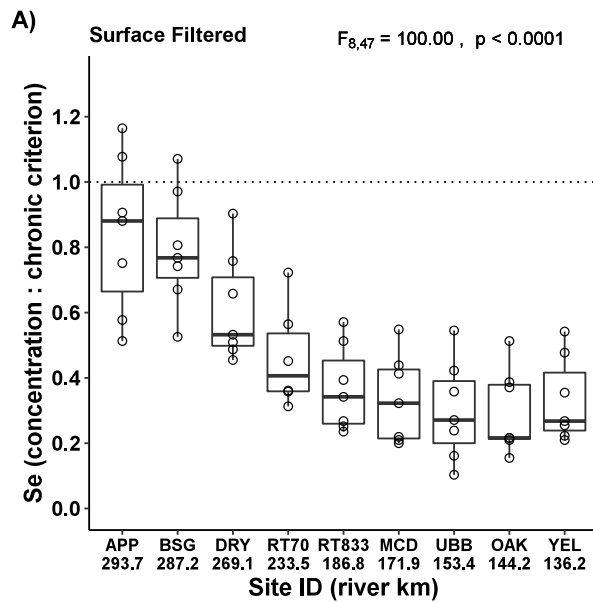 A)
Surface Filtered
F8,47 = 100.00 , p < 0.0001
Se (concentration : chronic criterion)
1.2
1.0
0.8
0.6
0.4
0.2
0.0
APP BSG DRY RT70 RT833 MCD UBB OAK YEL
293.7 287.2 269.1 233.5 186.8 171.9 153.4 144.2 136.2
Site ID (river km)